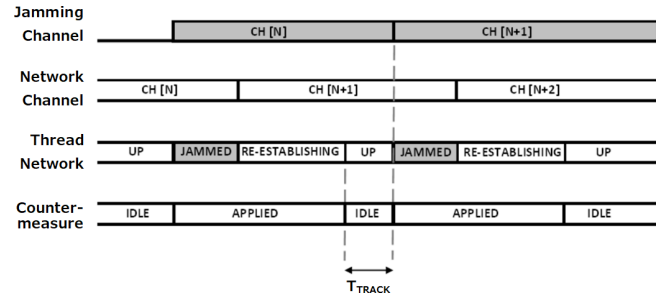 Jamming
Channel
CH [N]
CH [N+1]
Network
Channel
CH [N]
CH [N+1]
CH [N+2]
Thread
Network
UP
JAMMED
RE-ESTABLISHING
UP
JAMMED
RE-ESTABLISHING
UP
Counter-
measure
IDLE
APPLIED
IDLE
APPLIED
IDLE
TTRACK